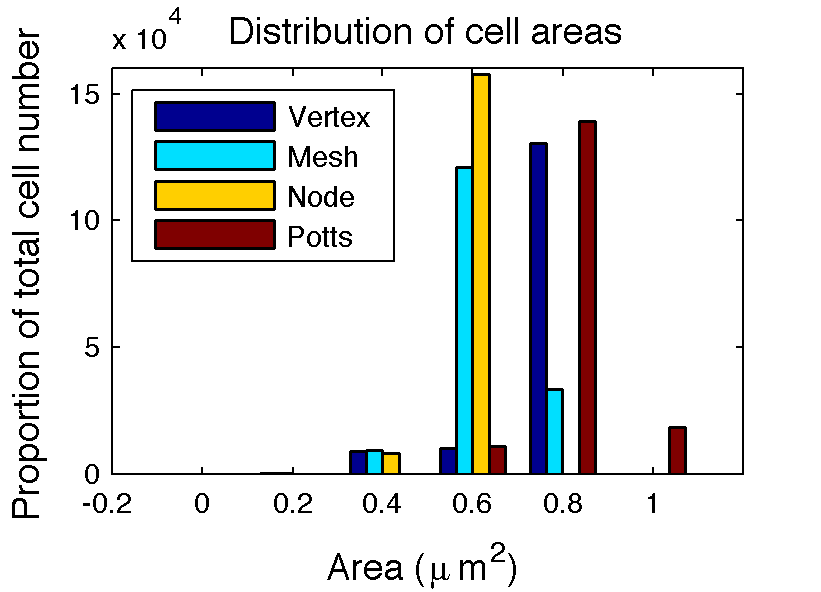 x 10^4
Distribution of cell areas
Proportion of total cell number
15
10
5
0
Vertex
Mesh
Node
Potts
-0.2 0 0.2 0.4 0.6 0.8 1
Area (μ m^2)